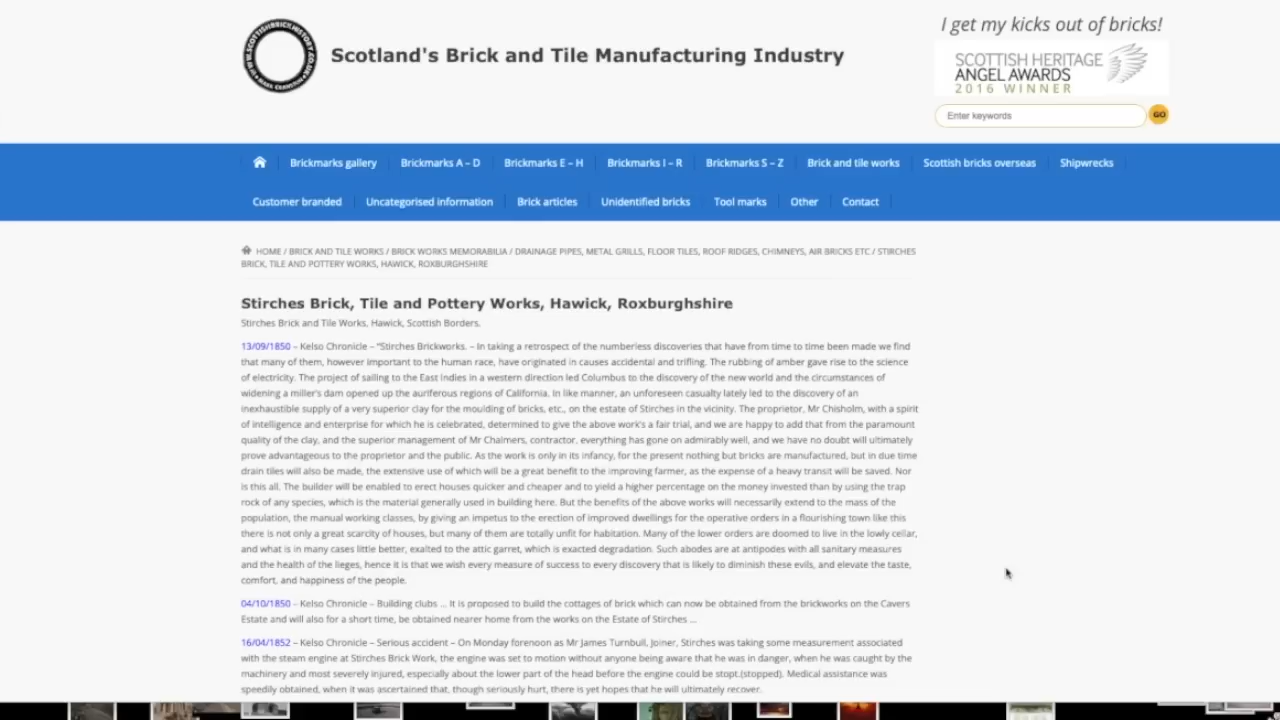 I get my kicks out of bricks!
WWW.SCOTTISHBRICKHISTORY.CO.UK
Scotland's Brick and Tile Manufacturing Industry
SCOTTISH HERITAGE
ANGEL AWARDS
2016 WINNER
Enter keywords
GO
Brickmarks gallery
Brickmarks A – D
Brickmarks E – H
Brickmarks I – R
Brickmarks S – Z
Brick and tile works
Scottish bricks overseas
Shipwrecks
Customer branded
Uncategorised information
Brick articles
Unidentified bricks
Tool marks
Other
Contact
HOME / BRICK AND TILE WORKS / BRICK WORKS MEMORABILIA / DRAINAGE PIPES, METAL GRILLS, FLOOR TILES, ROOF RIDGES, CHIMNEYS, AIR BRICKS ETC / STIRCHES
BRICK, TILE AND POTTERY WORKS, HAWICK, ROXBURGHSHIRE
Stirches Brick, Tile and Pottery Works, Hawick, Roxburghshire
Stirches Brick and Tile Works, Hawick, Scottish Borders.
13/09/1850 – Kelso Chronicle – “Stirches Brickworks. – In taking a retrospect of the numberless discoveries that have from time to time been made we find
that many of them, however important to the human race, have originated in causes accidental and trifling. The rubbing of amber gave rise to the science
of electricity. The project of sailing to the East Indies in a western direction led Columbus to the discovery of the new world and the circumstances of
widening a miller’s dam opened up the auriferous regions of California. In like manner, an unforeseen casualty lately led to the discovery of an
inexhaustible supply of a very superior clay for the moulding of bricks, etc., on the estate of Stirches in the vicinity. The proprietor, Mr Chisholm, with a spirit
of intelligence and enterprise for which he is celebrated, determined to give the above work’s a fair trial, and we are happy to add that from the paramount
quality of the clay, and the superior management of Mr Chalmers, contractor, everything has gone on admirably well, and we have no doubt will ultimately
prove advantageous to the proprietor and the public. As the work is only in its infancy, for the present nothing but bricks are manufactured, but in due time
drain tiles will also be made, the extensive use of which will be a great benefit to the improving farmer, as the expense of a heavy transit will be saved. Nor
is this all. The builder will be enabled to erect houses quicker and cheaper and to yield a higher percentage on the money invested than by using the trap
rock of any species, which is the material generally used in building here. But the benefits of the above works will necessarily extend to the mass of the
population, the manual working classes, by giving an impetus to the erection of improved dwellings for the operative orders in a flourishing town like this
there is not only a great scarcity of houses, but many of them are totally unfit for habitation. Many of the lower orders are doomed to live in the lowly cellar,
and what is in many cases little better, exalted to the attic garret, which is exacted degradation. Such abodes are at antipodes with all sanitary measures
and the health of the lieges, hence it is that we wish every measure of success to every discovery that is likely to diminish these evils, and elevate the taste,
comfort, and happiness of the people.
04/10/1850 – Kelso Chronicle – Building clubs … It is proposed to build the cottages of brick which can now be obtained from the brickworks on the Cavers
Estate and will also for a short time, be obtained nearer home from the works on the Estate of Stirches …
16/04/1852 – Kelso Chronicle – Serious accident – On Monday forenoon as Mr James Turnbull, Joiner, Stirches was taking some measurement associated
with the steam engine at Stirches Brick Work, the engine was set to motion without anyone being aware that he was in danger, when he was caught by the
machinery and most severely injured, especially about the lower part of the head before the engine could be stopt.(stopped). Medical assistance was
speedily obtained, when it was ascertained that, though seriously hurt, there is yet hopes that he will ultimately recover.